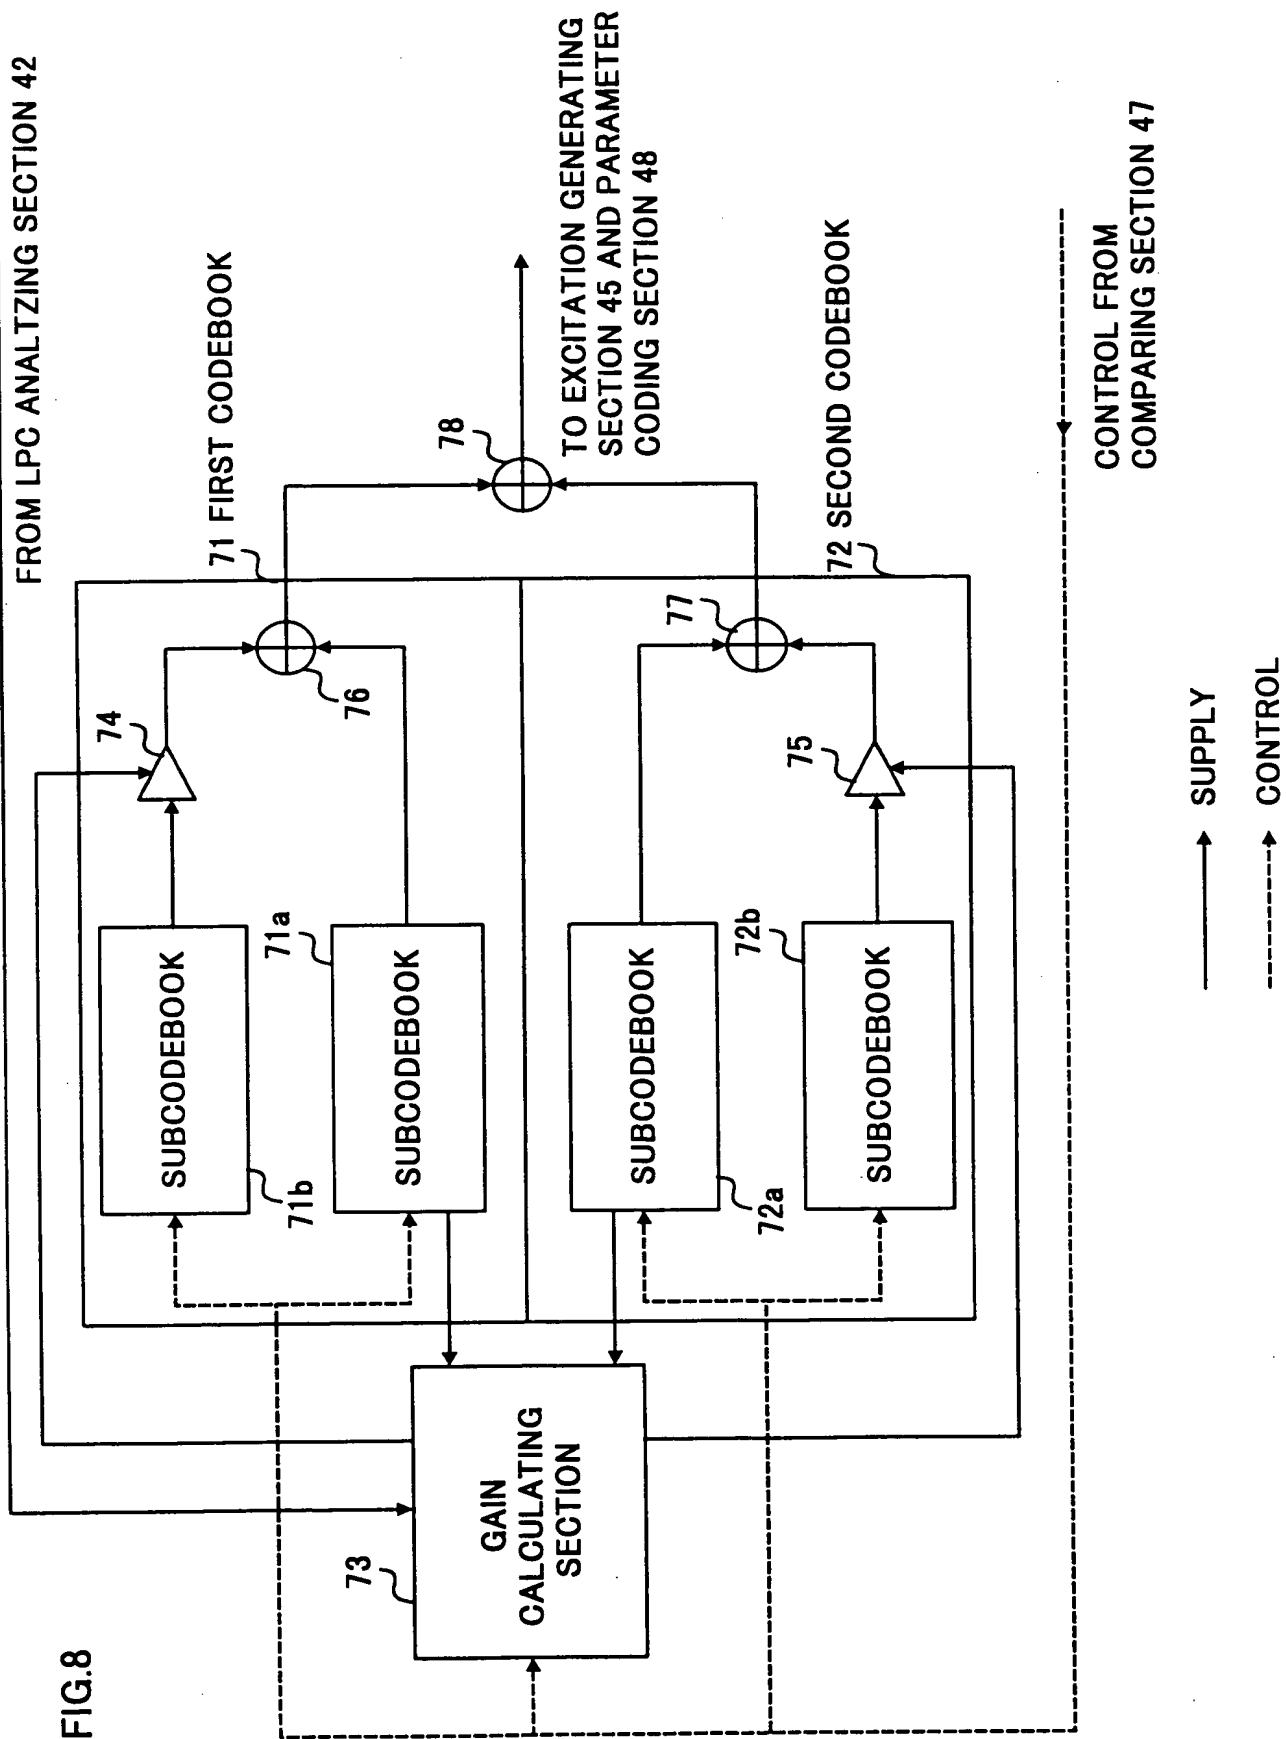 FIG.8
FROM LPC ANALTZING SECTION 42
73
GAIN
CALCULATING
SECTION
71b
SUBCODEBOOK
74
71 FIRST CODEBOOK
71a
SUBCODEBOOK
76
78
TO EXCITATION GENERATING
SECTION 45 AND PARAMETER
CODING SECTION 48
72a
SUBCODEBOOK
77
72 SECOND CODEBOOK
72b
SUBCODEBOOK
75
CONTROL FROM
COMPARING SECTION 47
SUPPLY
CONTROL